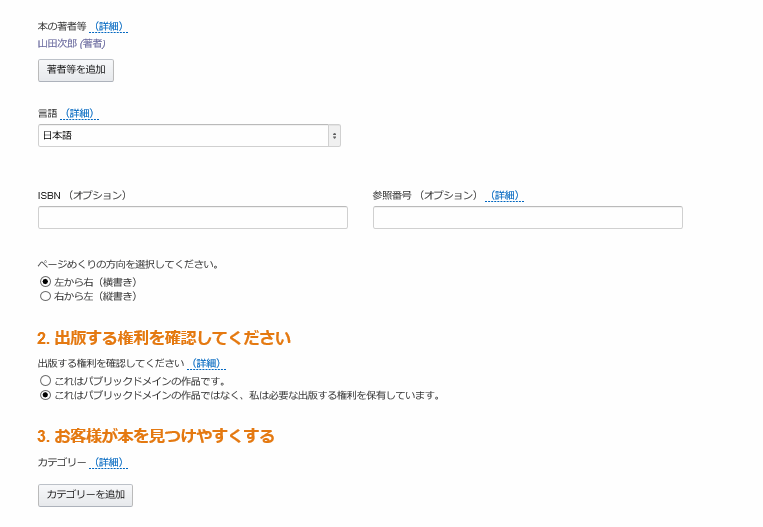 本の著者等 （詳細）
山田次郎 (著者)
著者等を追加
言語 （詳細）
日本語
ISBN （オプション）
参照番号 （オプション） （詳細）
ページめくりの方向を選択してください。
左から右（横書き）
右から左（縦書き）
2. 出版する権利を確認してください
出版する権利を確認してください （詳細）
これはパブリックドメインの作品です。
これはパブリックドメインの作品ではなく、私は必要な出版する権利を保有しています。
3. お客様が本を見つけやすくする
カテゴリー （詳細）
カテゴリーを追加